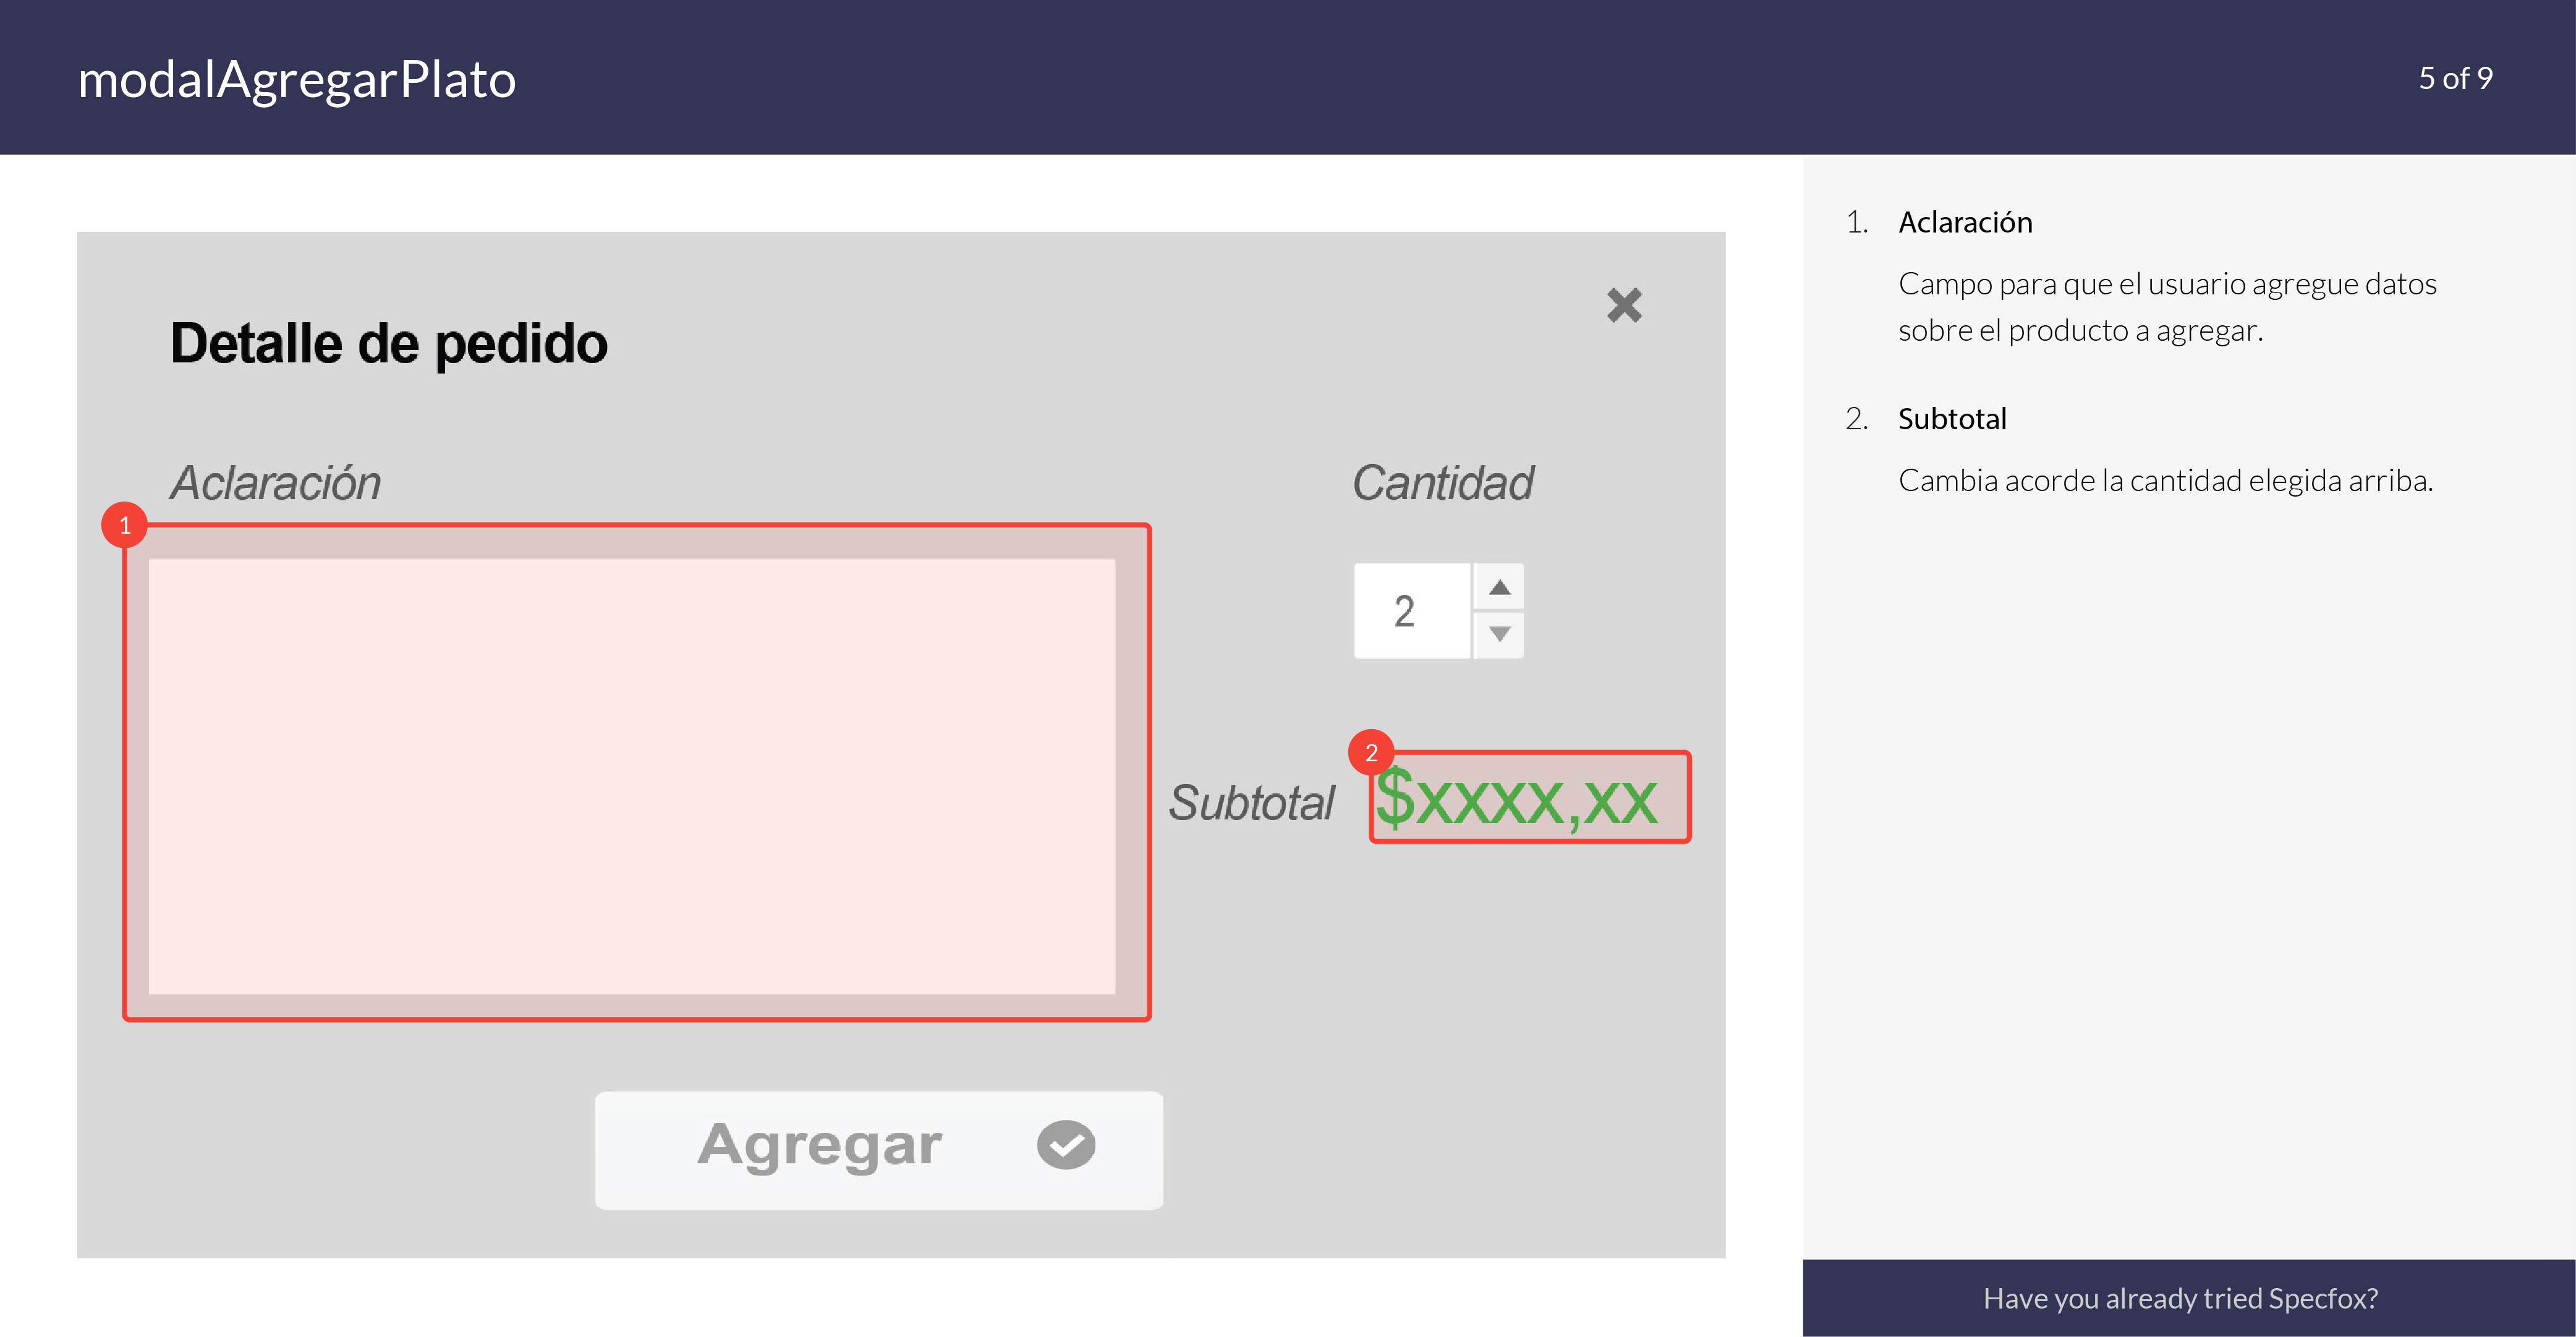 modalAgregarPlato
5 of 9
Detalle de pedido
Aclaración
Cantidad
1
2
2
Subtotal
$xxxx,xx
Agregar
1. Aclaración
Campo para que el usuario agregue datos
sobre el producto a agregar.
2. Subtotal
Cambia acorde la cantidad elegida arriba.
Have you already tried Specfox?